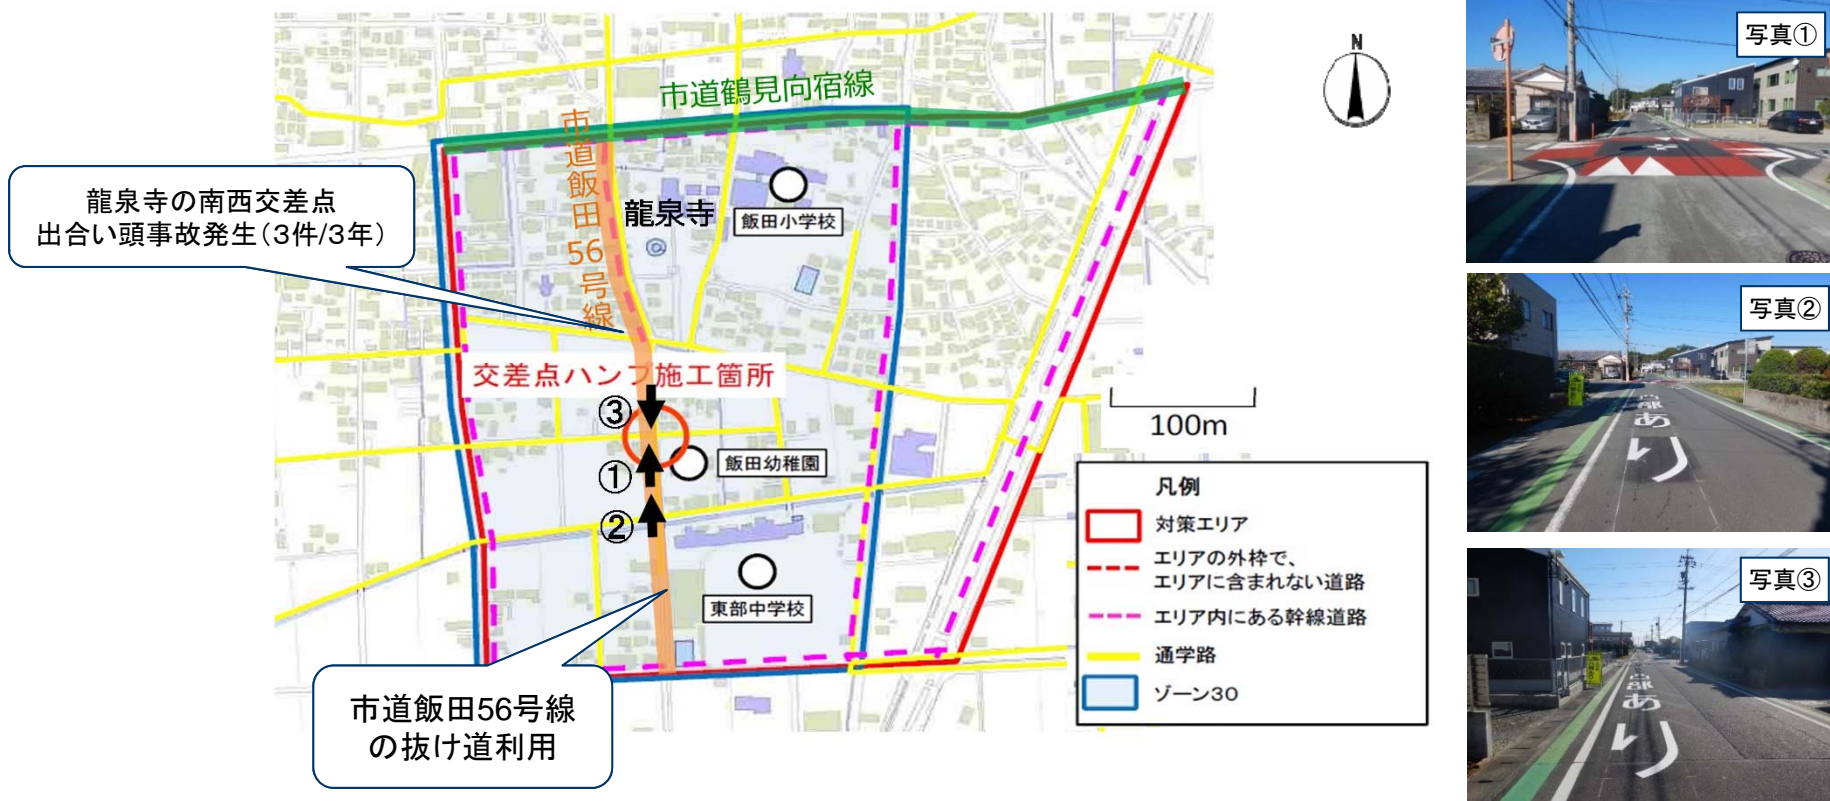 市道鶴見向宿線
市道飯田56号線
龍泉寺の南西交差点
出合い頭事故発生(3件/3年)
龍泉寺
飯田小学校
交差点ハンプ施工箇所
③
①
②
飯田幼稚園
東部中学校
市道飯田56号線
の抜け道利用
N
100m
凡例
対策エリア
エリアの外枠で、
エリアに含まれない道路
エリア内にある幹線道路
通学路
ゾーン30
写真①
写真②
あり
写真③
あり